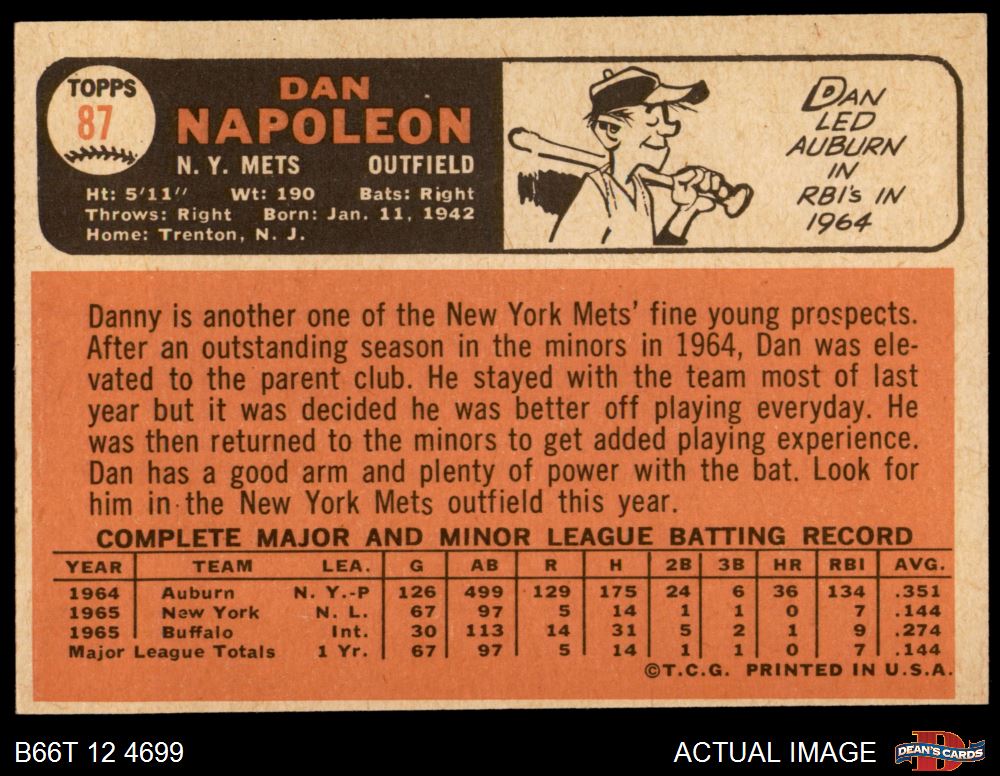 TOPPS
87
DAN
NAPOLEON
N. Y. METS OUTFIELD
Ht: 5'11" Wt: 190 Bats: Right
Throws: Right Born: Jan. 11, 1942
Home: Trenton, N. J.
DAN
LED
AUBURN
IN
RBI's IN
1964
Danny is another one of the New York Mets' fine young prospects.
After an outstanding season in the minors in 1964, Dan was ele-
vated to the parent club. He stayed with the team most of last
year but it was decided he was better off playing everyday. He
was then returned to the minors to get added playing experience.
Dan has a good arm and plenty of power with the bat. Look for
him in the New York Mets outfield this year.
COMPLETE MAJOR AND MINOR LEAGUE BATTING RECORD
YEAR TEAM LEA. G AB R H 2B 3B HR RBI AVG.
1964 Auburn N. Y.-P 126 499 129 175 24 6 36 134 .351
1965 New York N. L. 67 97 5 14 1 1 0 7 .144
1965 Buffalo Int. 30 113 14 31 5 2 1 9 .274
Major League Totals 1 Yr. 67 97 5 14 1 1 0 7 .144
©T.C.G. PRINTED IN U.S.A.
B66T 12 4699 ACTUAL IMAGE
DEAN'S CARDS